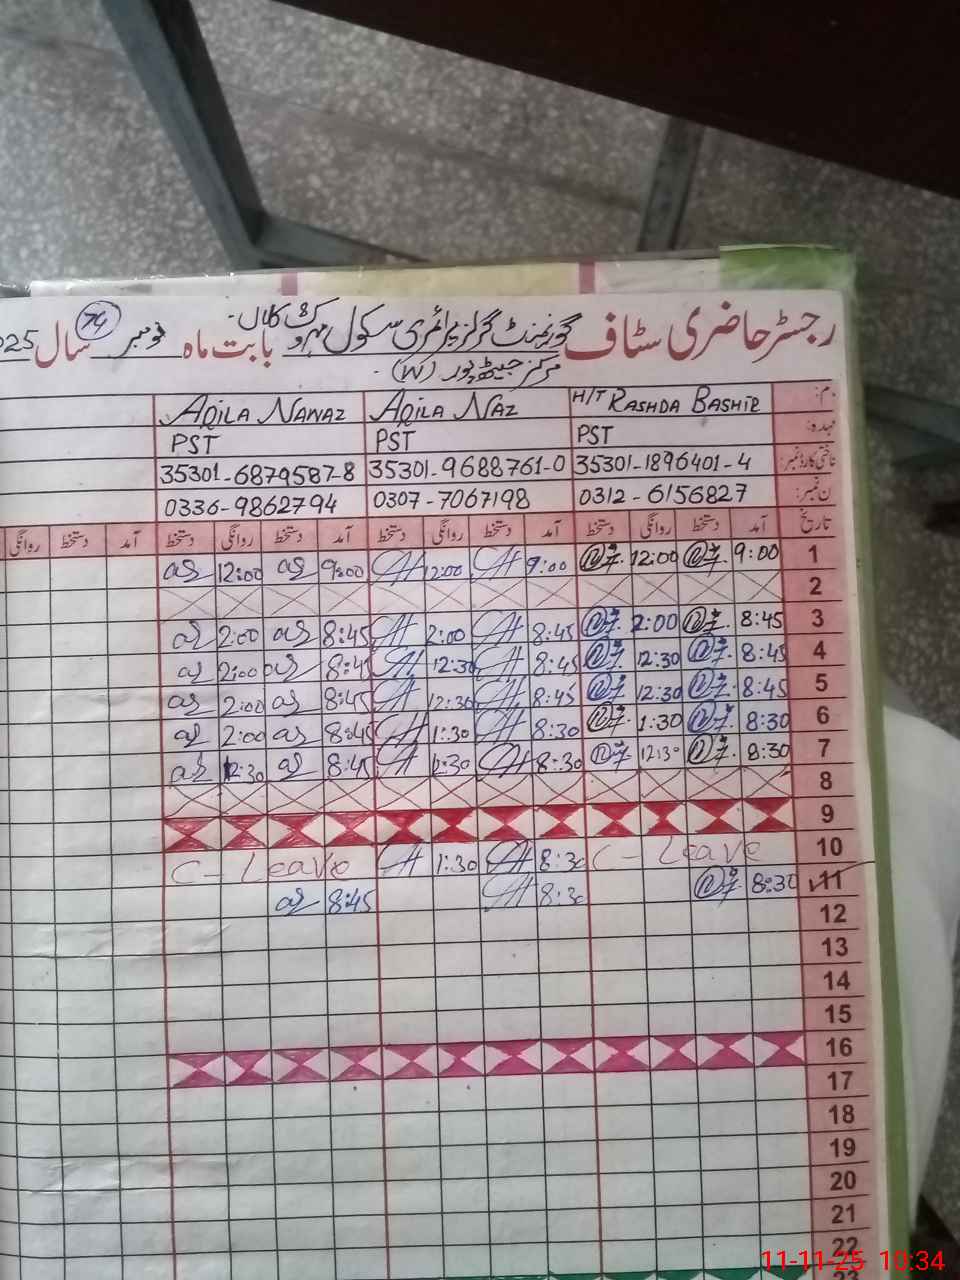 رجسٹر حاضری سٹاف گورنمنٹ گرلز پرائمری سکول بابت ماہ نومبر سال 025
74
مرکز جیٹھ پور (W)
H/T RASHDA BASHIR AQILA NAZ AQILA NAWAZ
PST PST PST
35301-1896401-4 35301-9688761-0 35301-6879587-8
0312-6156827 0307-7067198 0336-9862794
تاریخ آمد دستخط روانگی دستخط آمد دستخط روانگی دستخط آمد دستخط روانگی دستخط آمد دستخط روانگی
1 9:00 12:00 9:00 12:00 9:00 12:00
2
3 8:45 2:00 8:45 2:00 8:45 2:00
4 8:45 12:30 8:45 12:30 8:45 2:00
5 8:45 12:30 8:45 12:30 8:45 2:00
6 8:30 1:30 8:30 1:30 8:45 2:00
7 8:30 12:30 8:30 8:45
8
9
10 C-Leave 8:30 1:30 C-Leave
11 8:30 8:30 8:45
12
13
14
15
16
17
18
19
20
21
22
11-11-25 10:34